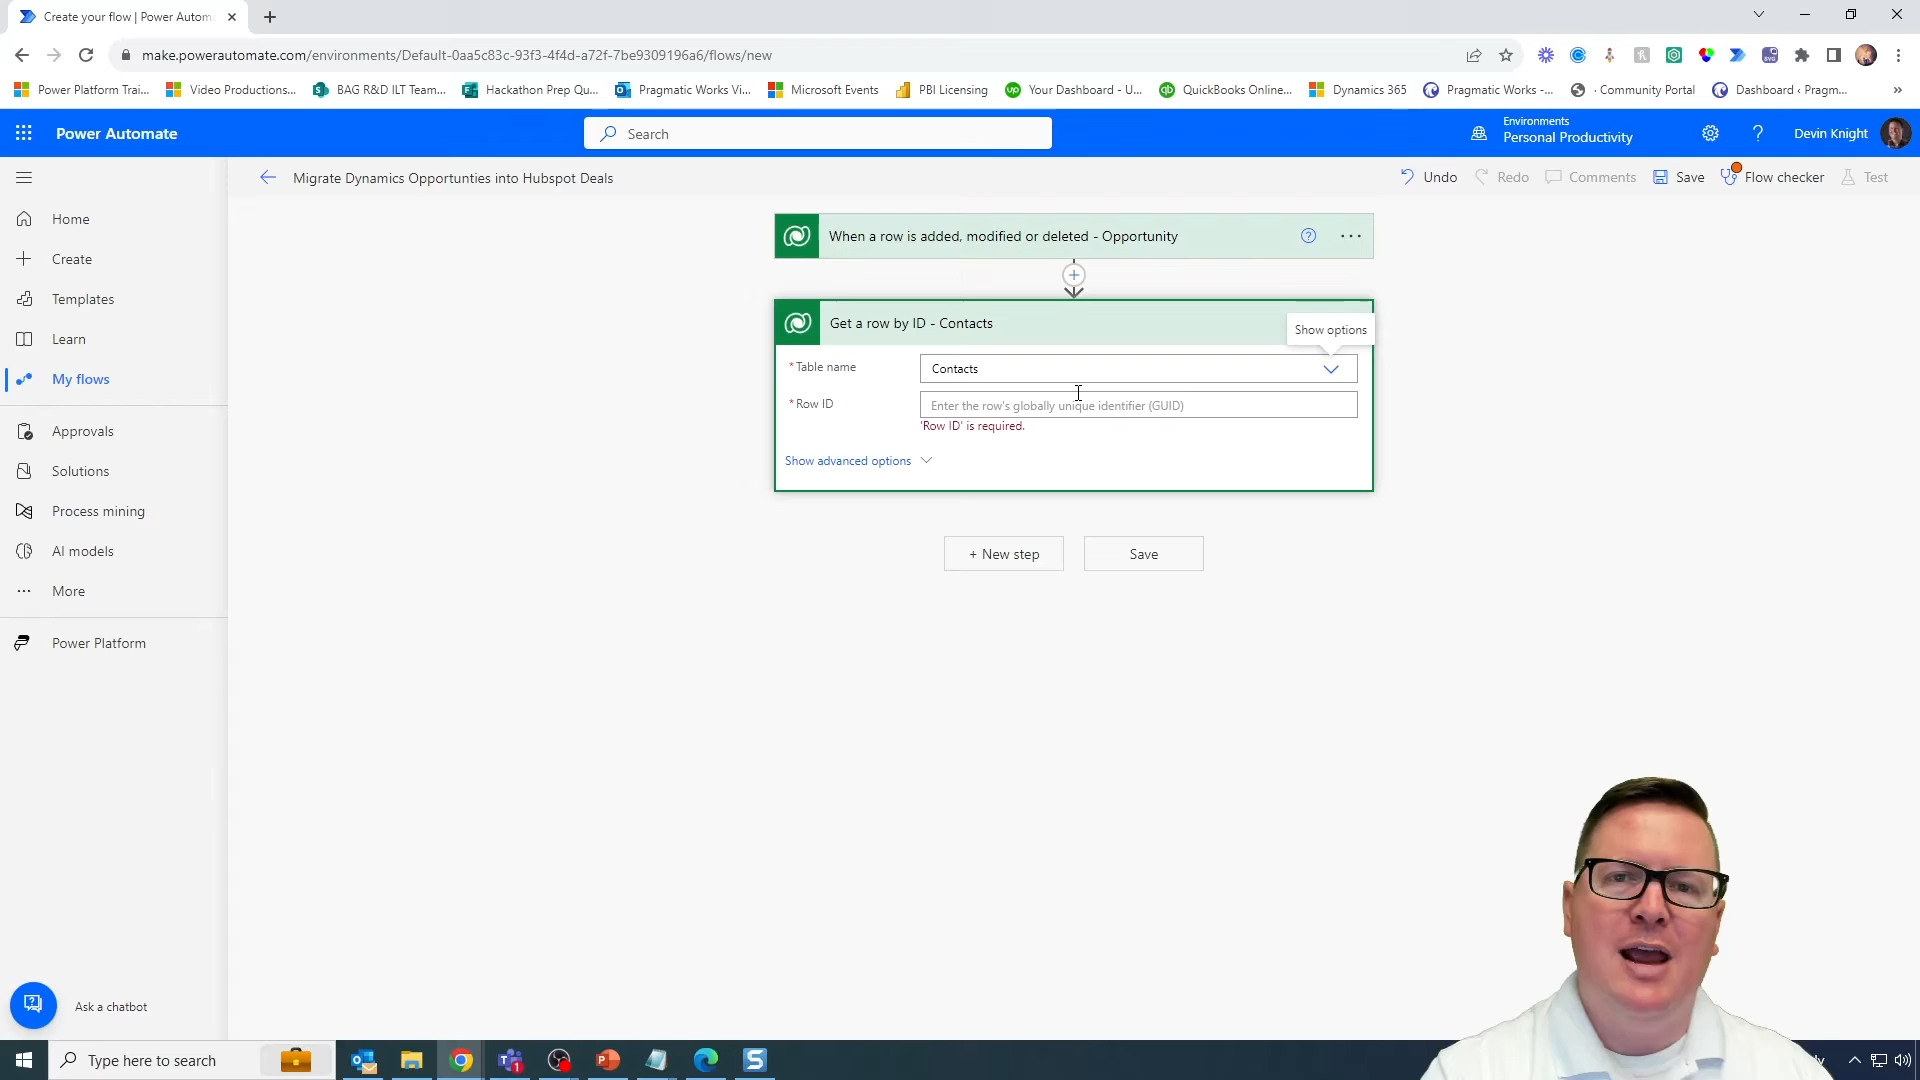 Create your flow | Power Autom
make.powerautomate.com/environments/Default-0aa5c83c-93f3-4f4d-a72f-7be9309196a6/flows/new
Power Platform Trai...
Video Productions...
BAG R&D ILT Team...
Hackathon Prep Qu...
Pragmatic Works Vi...
Microsoft Events
PBI Licensing
Your Dashboard - U...
QuickBooks Online...
Dynamics 365
Pragmatic Works -...
· Community Portal
Dashboard ‹ Pragm...
Power Automate
Search
Environments
Personal Productivity
Devin Knight
Migrate Dynamics Opportunties into Hubspot Deals
Undo
Redo
Comments
Save
Flow checker
Test
Home
Create
Templates
Learn
My flows
Approvals
Solutions
Process mining
AI models
More
Power Platform
Ask a chatbot
When a row is added, modified or deleted - Opportunity
Get a row by ID - Contacts
Show options
*Table name
Contacts
*Row ID
Enter the row's globally unique identifier (GUID)
'Row ID' is required.
Show advanced options
+ New step
Save
Type here to search